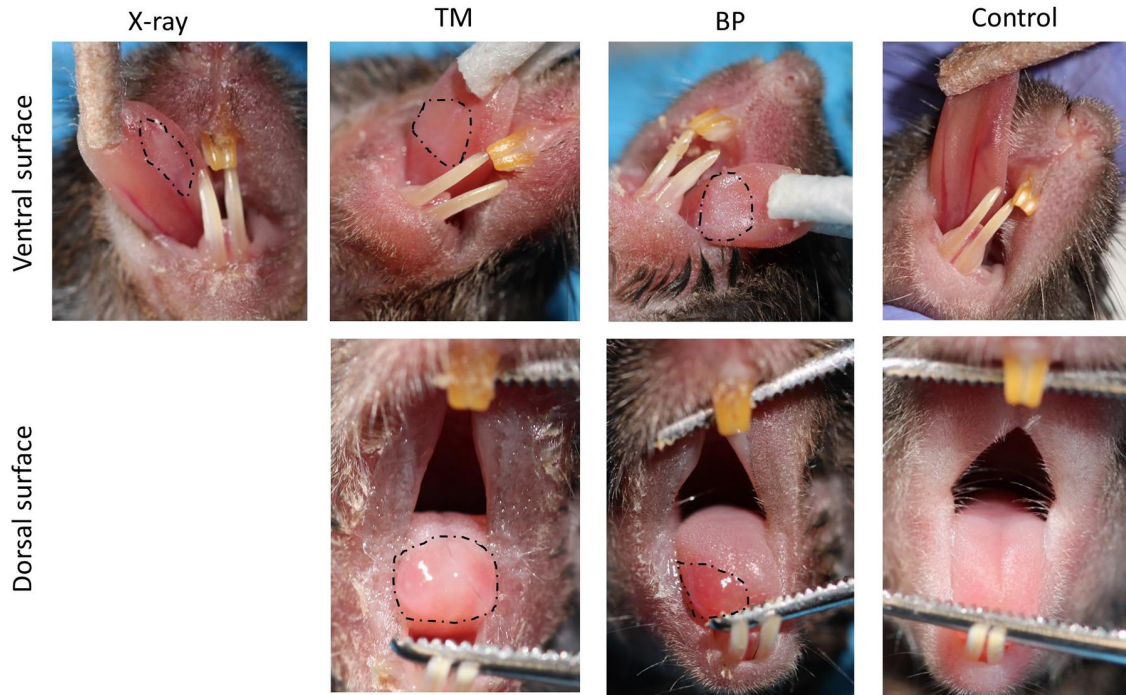 X-ray
TM
BP
Control
Ventral surface
Dorsal surface